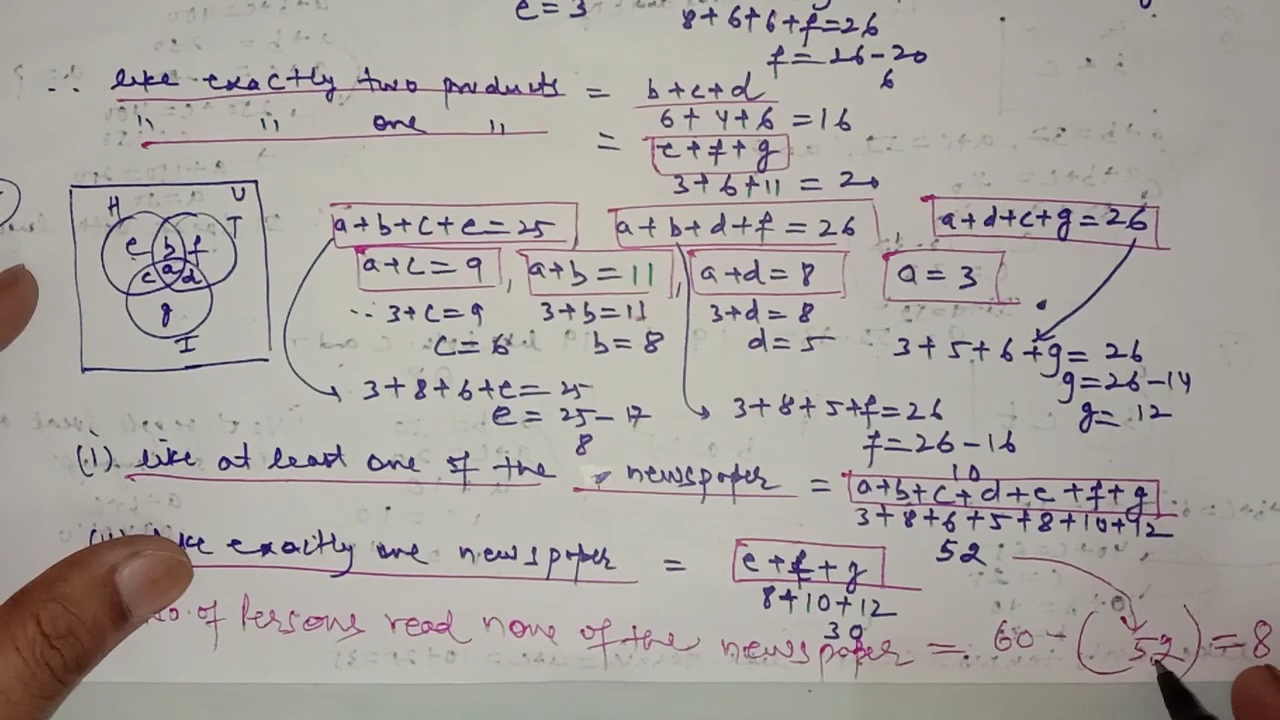 e = 3
8+6+6+f=26
f = 26-20
6
∴ like exactly two products = b+c+d
6+4+6 = 16
" " one " = e+f+g
3+6+11 = 20
H U T
e b f
c a d
g
I
a+b+c+e=25 a+b+d+f = 26 , a+d+c+g=26
a+c=9 , a+b=11 , a+d=8 a=3
∵ 3+c=9 3+b=11 3+d=8
c=6 b=8 d=5 3+5+6+g=26
g=26-14
g= 12
3+8+6+e=25
e = 25-17
8
3+8+5+f=26
f=26-16
10
(i) like at least one of the newspaper = a+b+c+d+e+f+g
3+8+6+5+8+10+12
52
exactly one newspaper = e+f+g
8+10+12
30
No. of Persons read none of the newspaper = 60 - (52) = 8